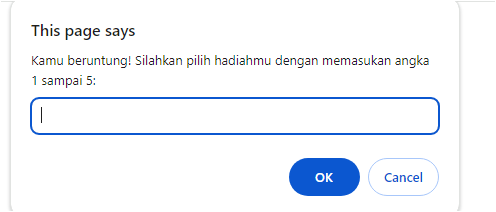 This page says
Kamu beruntung! Silahkan pilih hadiahmu dengan memasukan angka
1 sampai 5:
OK
Cancel